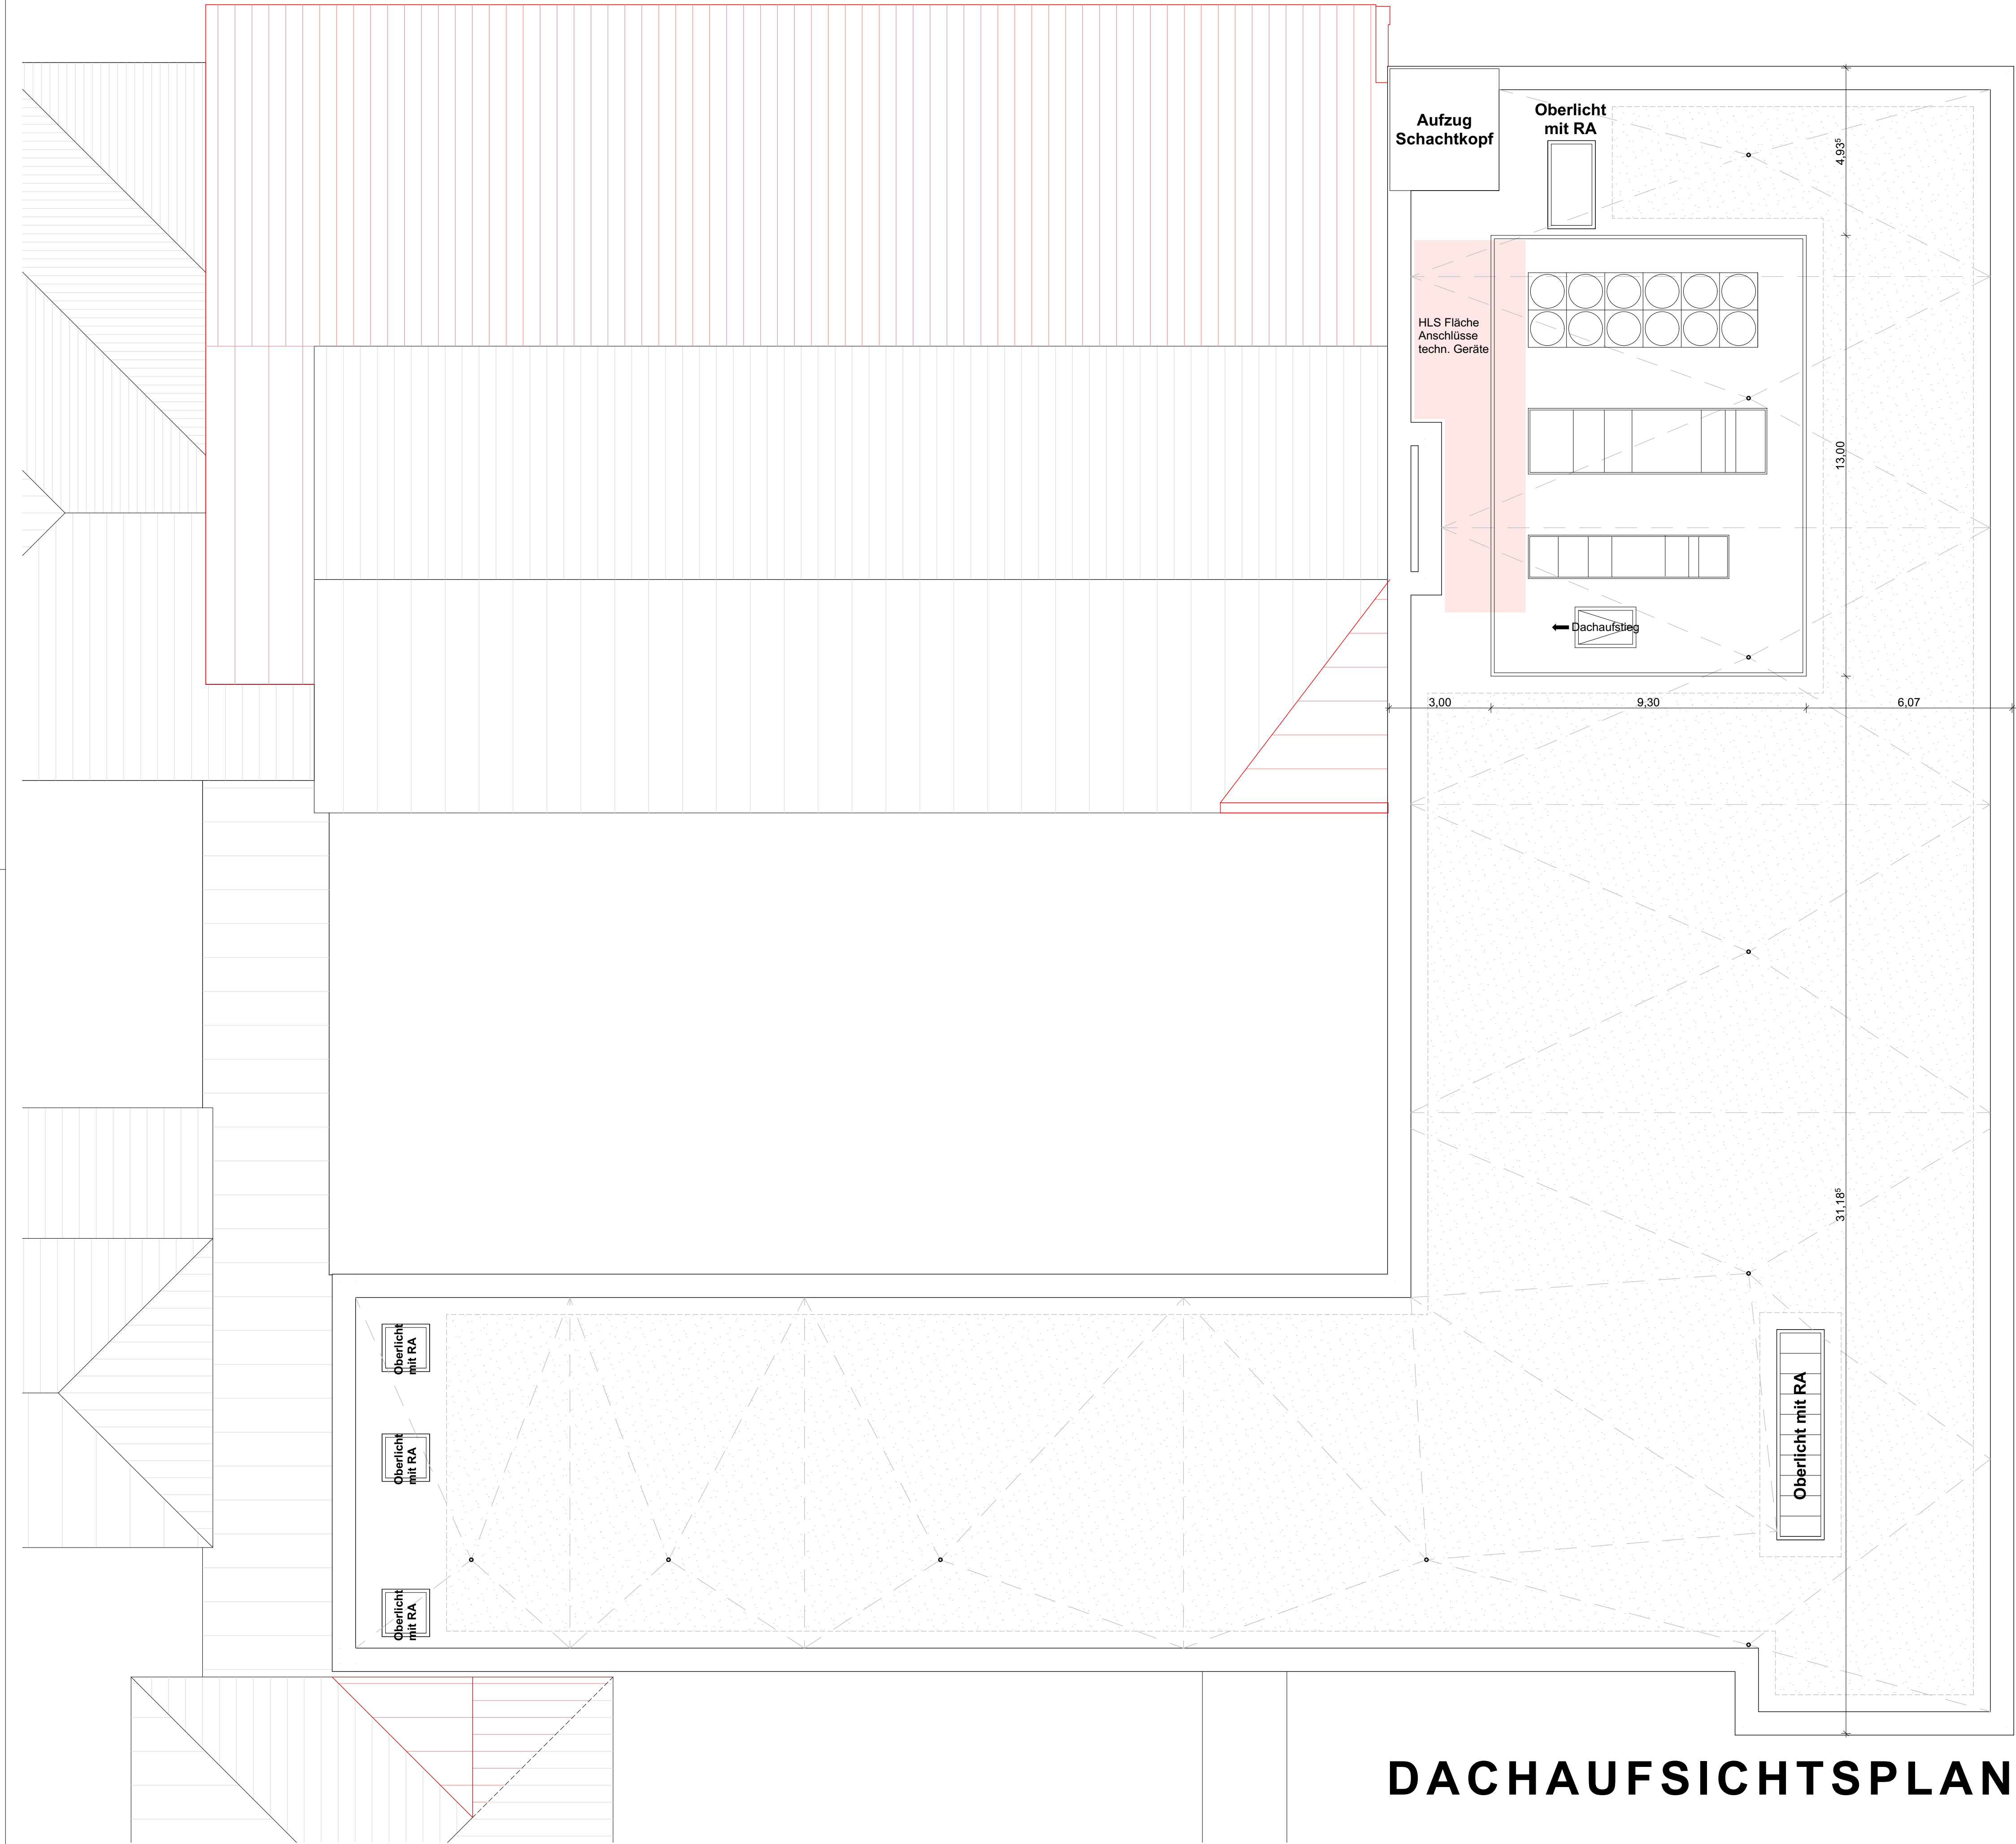 Aufzug
Schachtkopf
Oberlicht
mit RA
4,93⁵
HLS Fläche
Anschlüsse
techn. Geräte
13,00
Dachaufstieg
3,00
9,30
6,07
31,18⁵
Oberlicht
mit RA
Oberlicht
mit RA
Oberlicht
mit RA
Oberlicht mit RA
DACHAUFSICHTSPLAN